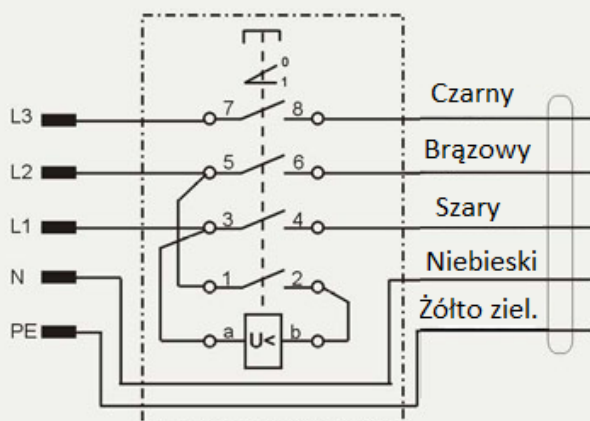 0
1
L3 7 8 Czarny
L2 5 6 Brązowy
L1 3 4 Szary
N 1 2 Niebieski
PE a U< b Żółto ziel.